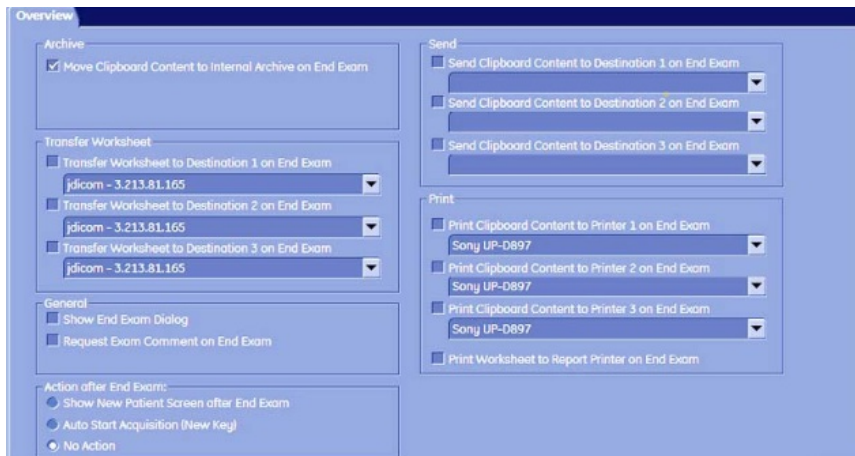 Overview
Archive
Move Clipboard Content to Internal Archive on End Exam
Transfer Worksheet
Transfer Worksheet to Destination 1 on End Exam
jdicom - 3.213.81.165
Transfer Worksheet to Destination 2 on End Exam
jdicom - 3.213.81.165
Transfer Worksheet to Destination 3 on End Exam
jdicom - 3.213.81.165
General
Show End Exam Dialog
Request Exam Comment on End Exam
Action after End Exam:
Show New Patient Screen after End Exam
Auto Start Acquisition (New Key)
No Action
Send
Send Clipboard Content to Destination 1 on End Exam
Send Clipboard Content to Destination 2 on End Exam
Send Clipboard Content to Destination 3 on End Exam
Print
Print Clipboard Content to Printer 1 on End Exam
Sony UP-D897
Print Clipboard Content to Printer 2 on End Exam
Sony UP-D897
Print Clipboard Content to Printer 3 on End Exam
Sony UP-D897
Print Worksheet to Report Printer on End Exam